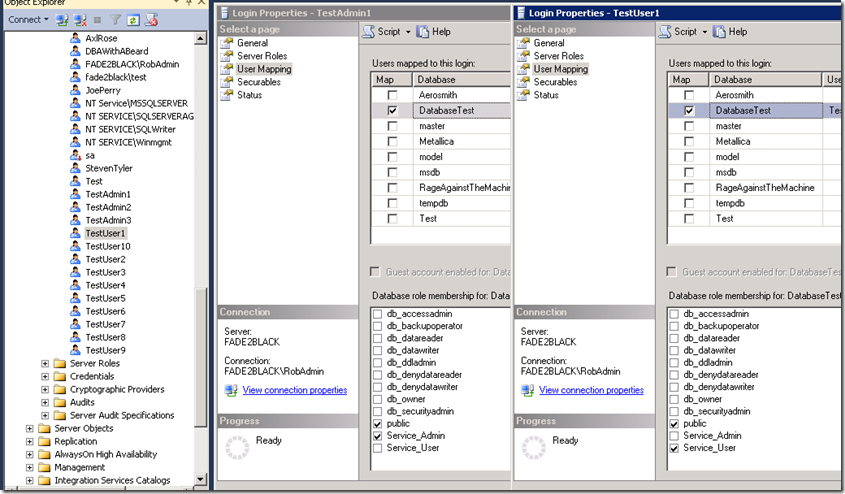 Object Explorer
Connect
AxlRose
DBAWithABeard
FADE2BLACK\RobAdmin
fade2black\test
JoePerry
NT Service\MSSQLSERVER
NT SERVICE\SQLSERVERAG
NT SERVICE\SQLWriter
NT SERVICE\Winmgmt
sa
StevenTyler
Test
TestAdmin1
TestAdmin2
TestAdmin3
TestUser1
TestUser10
TestUser2
TestUser3
TestUser4
TestUser5
TestUser6
TestUser7
TestUser8
TestUser9
Server Roles
Credentials
Cryptographic Providers
Audits
Server Audit Specifications
Server Objects
Replication
AlwaysOn High Availability
Management
Integration Services Catalogs
Login Properties - TestAdmin1
Select a page
General
Server Roles
User Mapping
Securables
Status
Script
Help
Users mapped to this login:
Map Database
Aerosmith
DatabaseTest
master
Metallica
model
msdb
RageAgainstTheMachine
tempdb
Test
Guest account enabled for: Data
Database role membership for: Datab
db_accessadmin
db_backupoperator
db_datareader
db_datawriter
db_ddladmin
db_denydatareader
db_denydatawriter
db_owner
db_securityadmin
public
Service_Admin
Service_User
Connection
Server:
FADE2BLACK
Connection:
FADE2BLACK\RobAdmin
View connection properties
Progress
Ready
Login Properties - TestUser1
Select a page
General
Server Roles
User Mapping
Securables
Status
Script
Help
Users mapped to this login:
Map Database Use
Aerosmith
DatabaseTest Tes
master
Metallica
model
msdb
RageAgainstTheMachine
tempdb
Test
Guest account enabled for: DatabaseTest
Database role membership for: DatabaseTest
db_accessadmin
db_backupoperator
db_datareader
db_datawriter
db_ddladmin
db_denydatareader
db_denydatawriter
db_owner
db_securityadmin
public
Service_Admin
Service_User
Connection
Server:
FADE2BLACK
Connection:
FADE2BLACK\RobAdmin
View connection properties
Progress
Ready